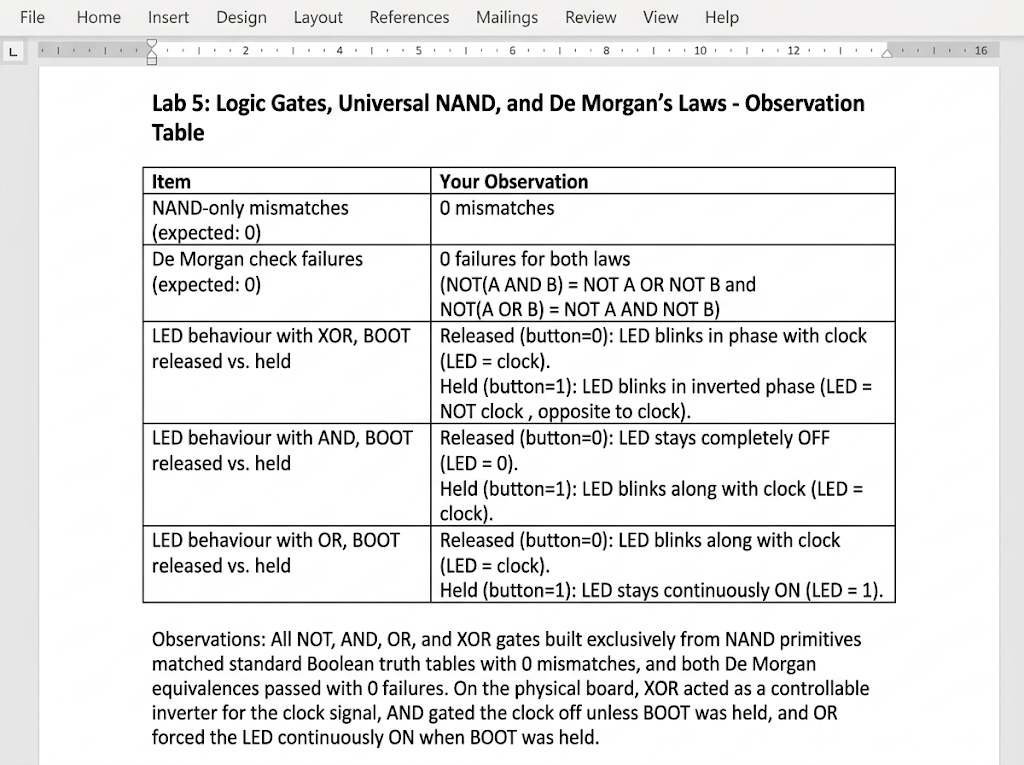 File Home Insert Design Layout References Mailings Review View Help
L 2 4 5 6 8 10 12 16
Lab 5: Logic Gates, Universal NAND, and De Morgan’s Laws - Observation
Table
Item Your Observation
NAND-only mismatches
(expected: 0)
0 mismatches
De Morgan check failures
(expected: 0)
0 failures for both laws
(NOT(A AND B) = NOT A OR NOT B and
NOT(A OR B) = NOT A AND NOT B)
LED behaviour with XOR, BOOT
released vs. held
Released (button=0): LED blinks in phase with clock
(LED = clock).
Held (button=1): LED blinks in inverted phase (LED =
NOT clock , opposite to clock).
LED behaviour with AND, BOOT
released vs. held
Released (button=0): LED stays completely OFF
(LED = 0).
Held (button=1): LED blinks along with clock (LED =
clock).
LED behaviour with OR, BOOT
released vs. held
Released (button=0): LED blinks along with clock
(LED = clock).
Held (button=1): LED stays continuously ON (LED = 1).
Observations: All NOT, AND, OR, and XOR gates built exclusively from NAND primitives
matched standard Boolean truth tables with 0 mismatches, and both De Morgan
equivalences passed with 0 failures. On the physical board, XOR acted as a controllable
inverter for the clock signal, AND gated the clock off unless BOOT was held, and OR
forced the LED continuously ON when BOOT was held.